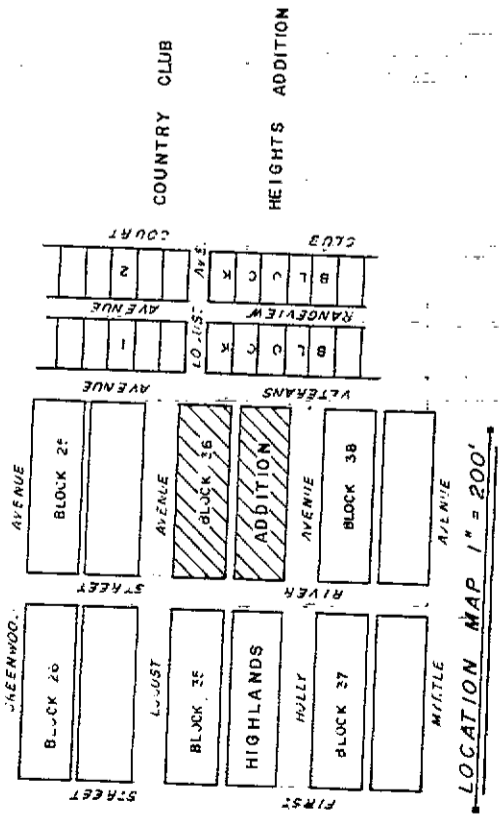 COUNTRY CLUB
HEIGHTS ADDITION
COURT
CLUB
2
AVE.
K
C
O
L
B
AVENUE
RANGEVIEW
1
LOCUST
K
C
O
L
B
AVENUE
VETERANS
AVENUE
BLOCK 25
AVENUE
BLOCK 36
ADDITION
AVENUE
BLOCK 38
AVENUE
STREET
RIVER
GREENWOOD
BLOCK 26
LOCUST
BLOCK 35
HIGHLANDS
HOLLY
BLOCK 37
MYRTLE
STREET
FIRST
LOCATION MAP 1" = 200'